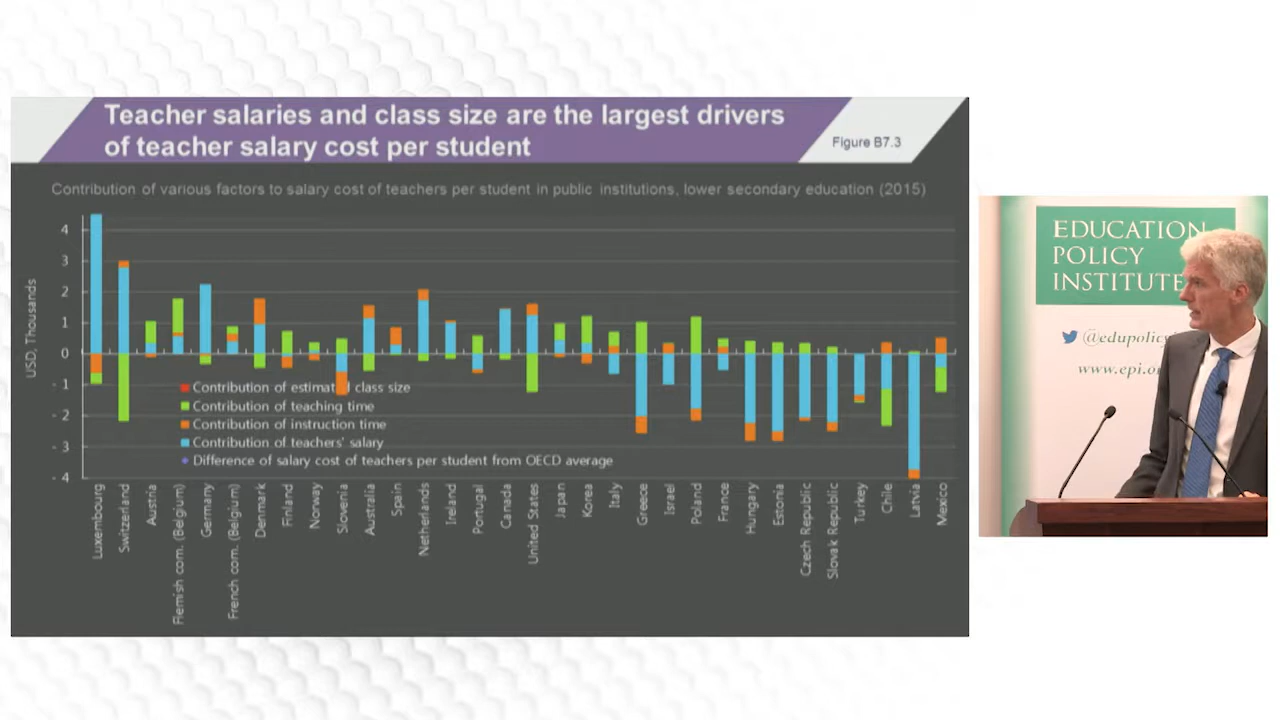 Teacher salaries and class size are the largest drivers
of teacher salary cost per student
Figure B7.3
Contribution of various factors to salary cost of teachers per student in public institutions, lower secondary education (2015)
USD, Thousands
4
3
2
1
0
- 1
- 2
- 3
- 4
Contribution of estimated class size
Contribution of teaching time
Contribution of instruction time
Contribution of teachers' salary
Difference of salary cost of teachers per student from OECD average
Luxembourg
Switzerland
Austria
Flemish com. (Belgium)
Germany
French com. (Belgium)
Denmark
Finland
Norway
Slovenia
Australia
Spain
Netherlands
Ireland
Portugal
Canada
United States
Japan
Korea
Italy
Greece
Israel
Poland
France
Hungary
Estonia
Czech Republic
Slovak Republic
Turkey
Chile
Latvia
Mexico
EDUCATION
POLICY
INSTITUTE
@edupolicy
www.epi.o